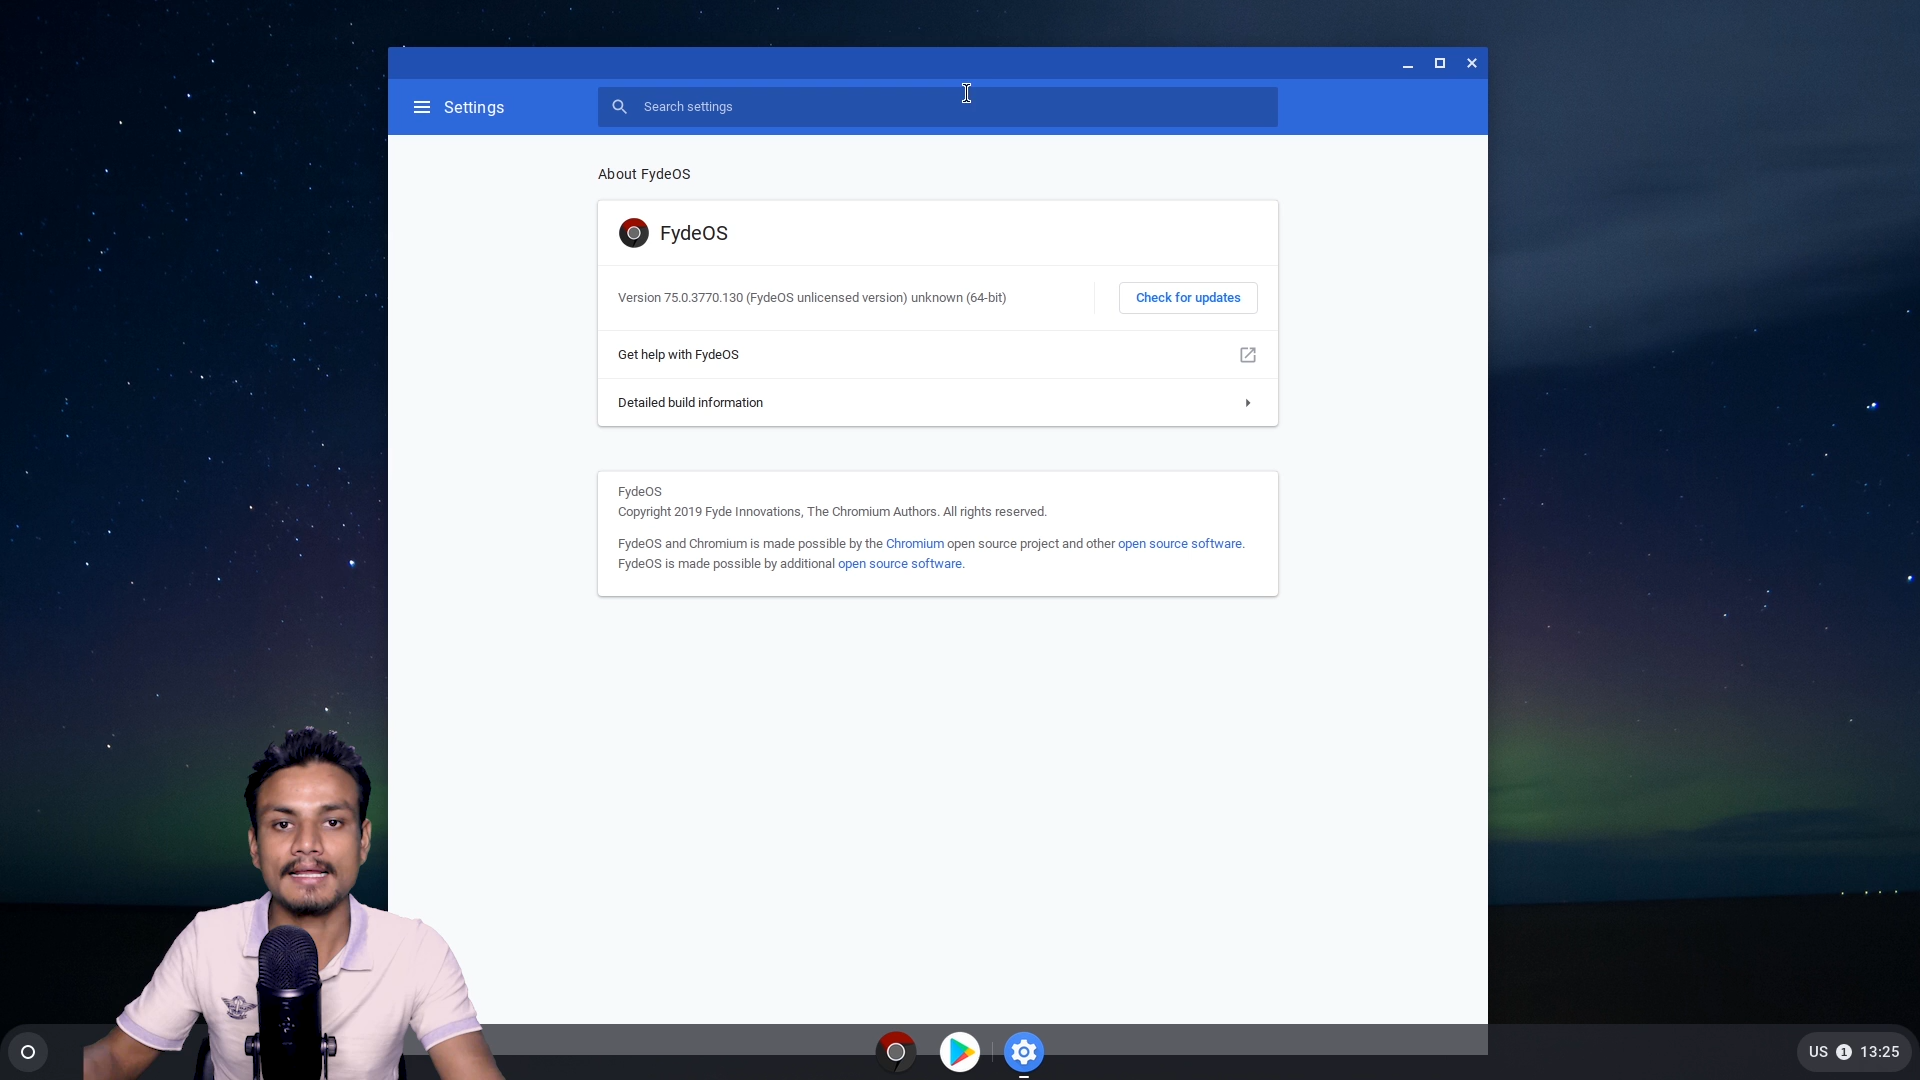 Settings
Search settings
About FydeOS
FydeOS
Version 75.0.3770.130 (FydeOS unlicensed version) unknown (64-bit)
Check for updates
Get help with FydeOS
Detailed build information
FydeOS
Copyright 2019 Fyde Innovations, The Chromium Authors. All rights reserved.
FydeOS and Chromium is made possible by the Chromium open source project and other open source software.
FydeOS is made possible by additional open source software.
US 1 13:25